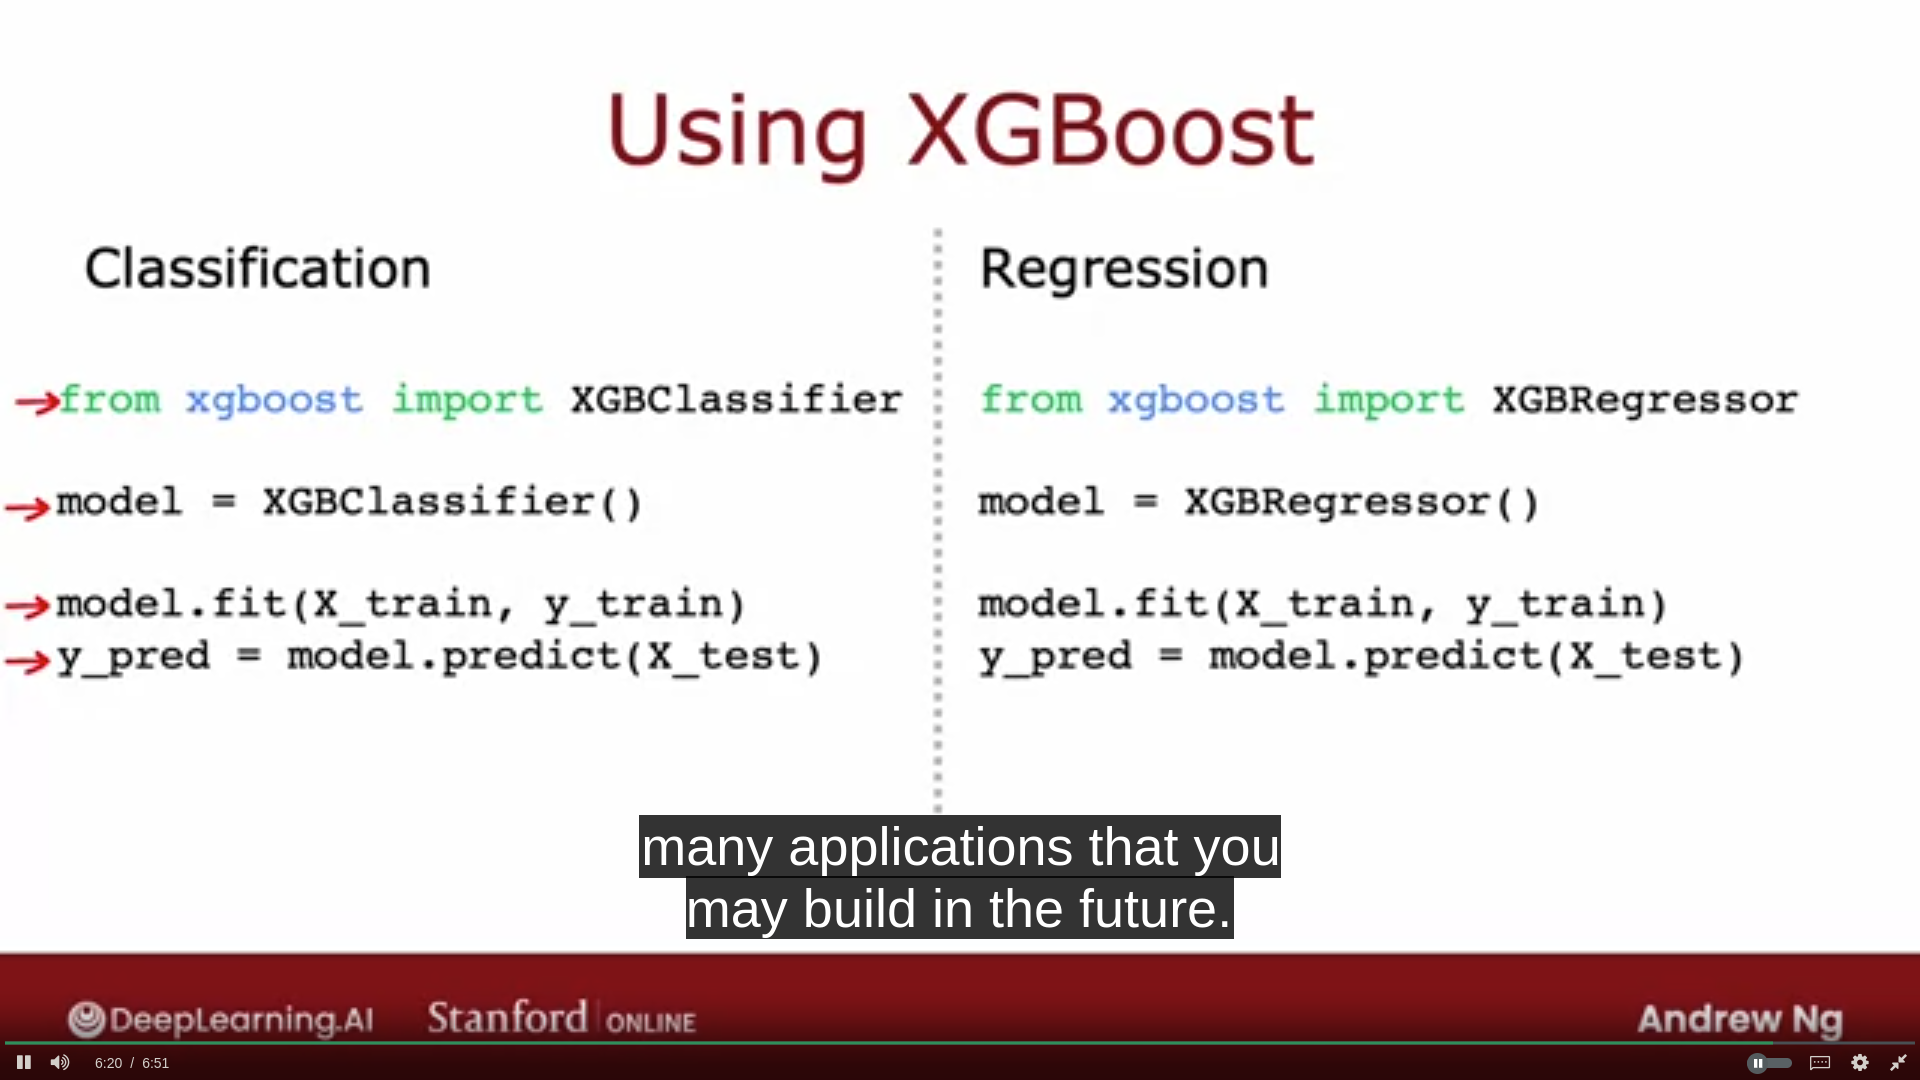 Using XGBoost
Classification
from xgboost import XGBClassifier
model = XGBClassifier()
model.fit(X_train, y_train)
y_pred = model.predict(X_test)
Regression
from xgboost import XGBRegressor
model = XGBRegressor()
model.fit(X_train, y_train)
y_pred = model.predict(X_test)
many applications that you
may build in the future.
DeepLearning.AI Stanford ONLINE Andrew Ng
6:20 / 6:51